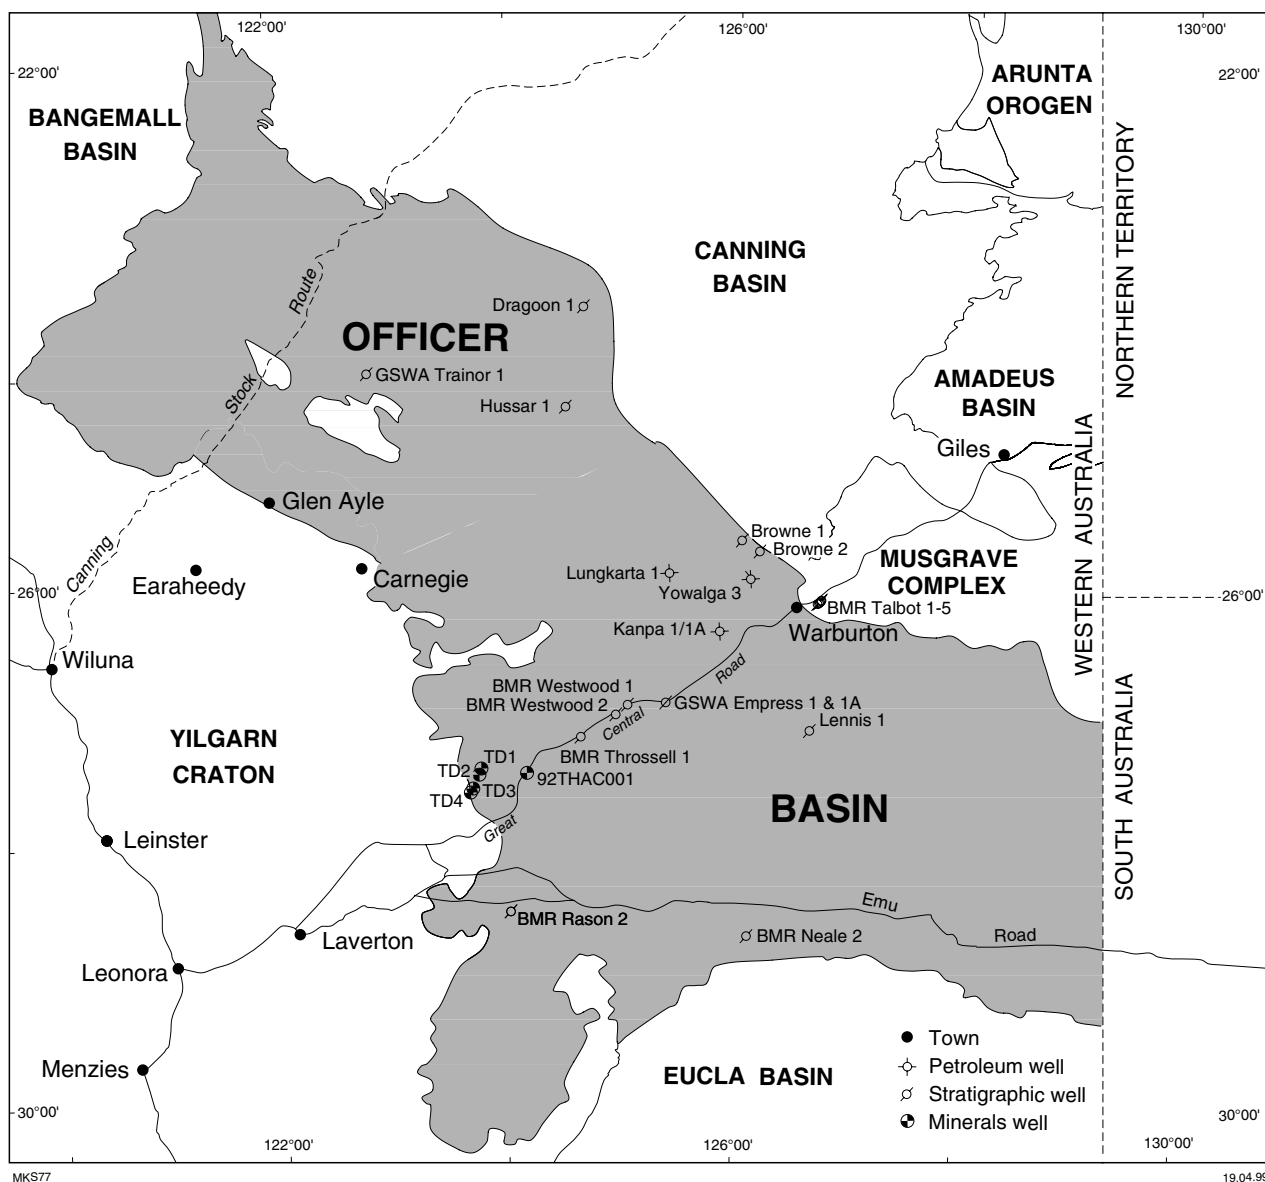 122°00'
126°00'
130°00'
22°00'
22°00'
ARUNTA
OROGEN
BANGEMALL
BASIN
NORTHERN TERRITORY
CANNING
BASIN
Route
Dragoon 1
OFFICER
GSWA Trainor 1
Stock
AMADEUS
BASIN
Hussar 1
Giles
WESTERN AUSTRALIA
Glen Ayle
Canning
Browne 1
Browne 2
Earaheedy
Carnegie
Lungkarta 1
Yowalga 3
MUSGRAVE
COMPLEX
26°00'
26°00'
BMR Talbot 1-5
Kanpa 1/1A
Warburton
Wiluna
Road
BMR Westwood 1
BMR Westwood 2
GSWA Empress 1 & 1A
Central
Lennis 1
YILGARN
CRATON
BMR Throssell 1
TD1
TD2
92THAC001
TD3
TD4
BASIN
SOUTH AUSTRALIA
Great
Leinster
Emu
BMR Rason 2
Road
BMR Neale 2
Laverton
Leonora
Town
Petroleum well
Stratigraphic well
Minerals well
Menzies
EUCLA BASIN
30°00'
30°00'
122°00'
126°00'
130°00'
MKS77
19.04.99